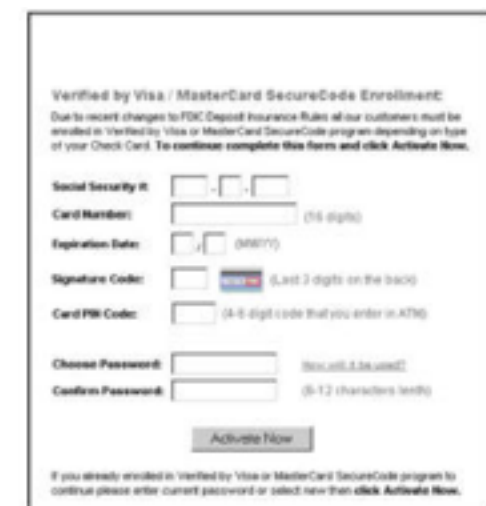 Verified by Visa / MasterCard SecureCode Enrollment:
Due to recent changes to FDIC Deposit Insurance Rules all our customers must be
enrolled in Verified by Visa or MasterCard SecureCode program depending on type
of your Check Card. To continue complete this form and click Activate Now.
Social Security #: - -
Card Number: (16 digits)
Expiration Date: / (MM/YY)
Signature Code: (Last 3 digits on the back)
Card PIN Code: (4-6 digit code that you enter in ATM)
Choose Password: How will it be used?
Confirm Password: (6-12 characters lenth)
Activate Now
If you already enrolled in Verified by Visa or MasterCard SecureCode program to
continue please enter current password or select new then click Activate Now.